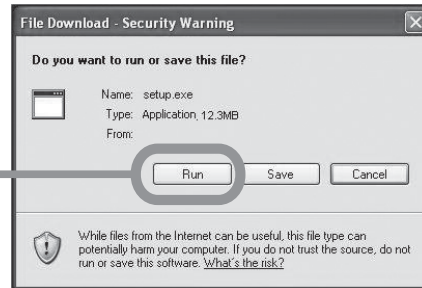 File Download - Security Warning
Do you want to run or save this file?
Name: setup.exe
Type: Application, 12.3MB
From:
Run Save Cancel
While files from the Internet can be useful, this file type can
potentially harm your computer. If you do not trust the source, do not
run or save this software. What's the risk?